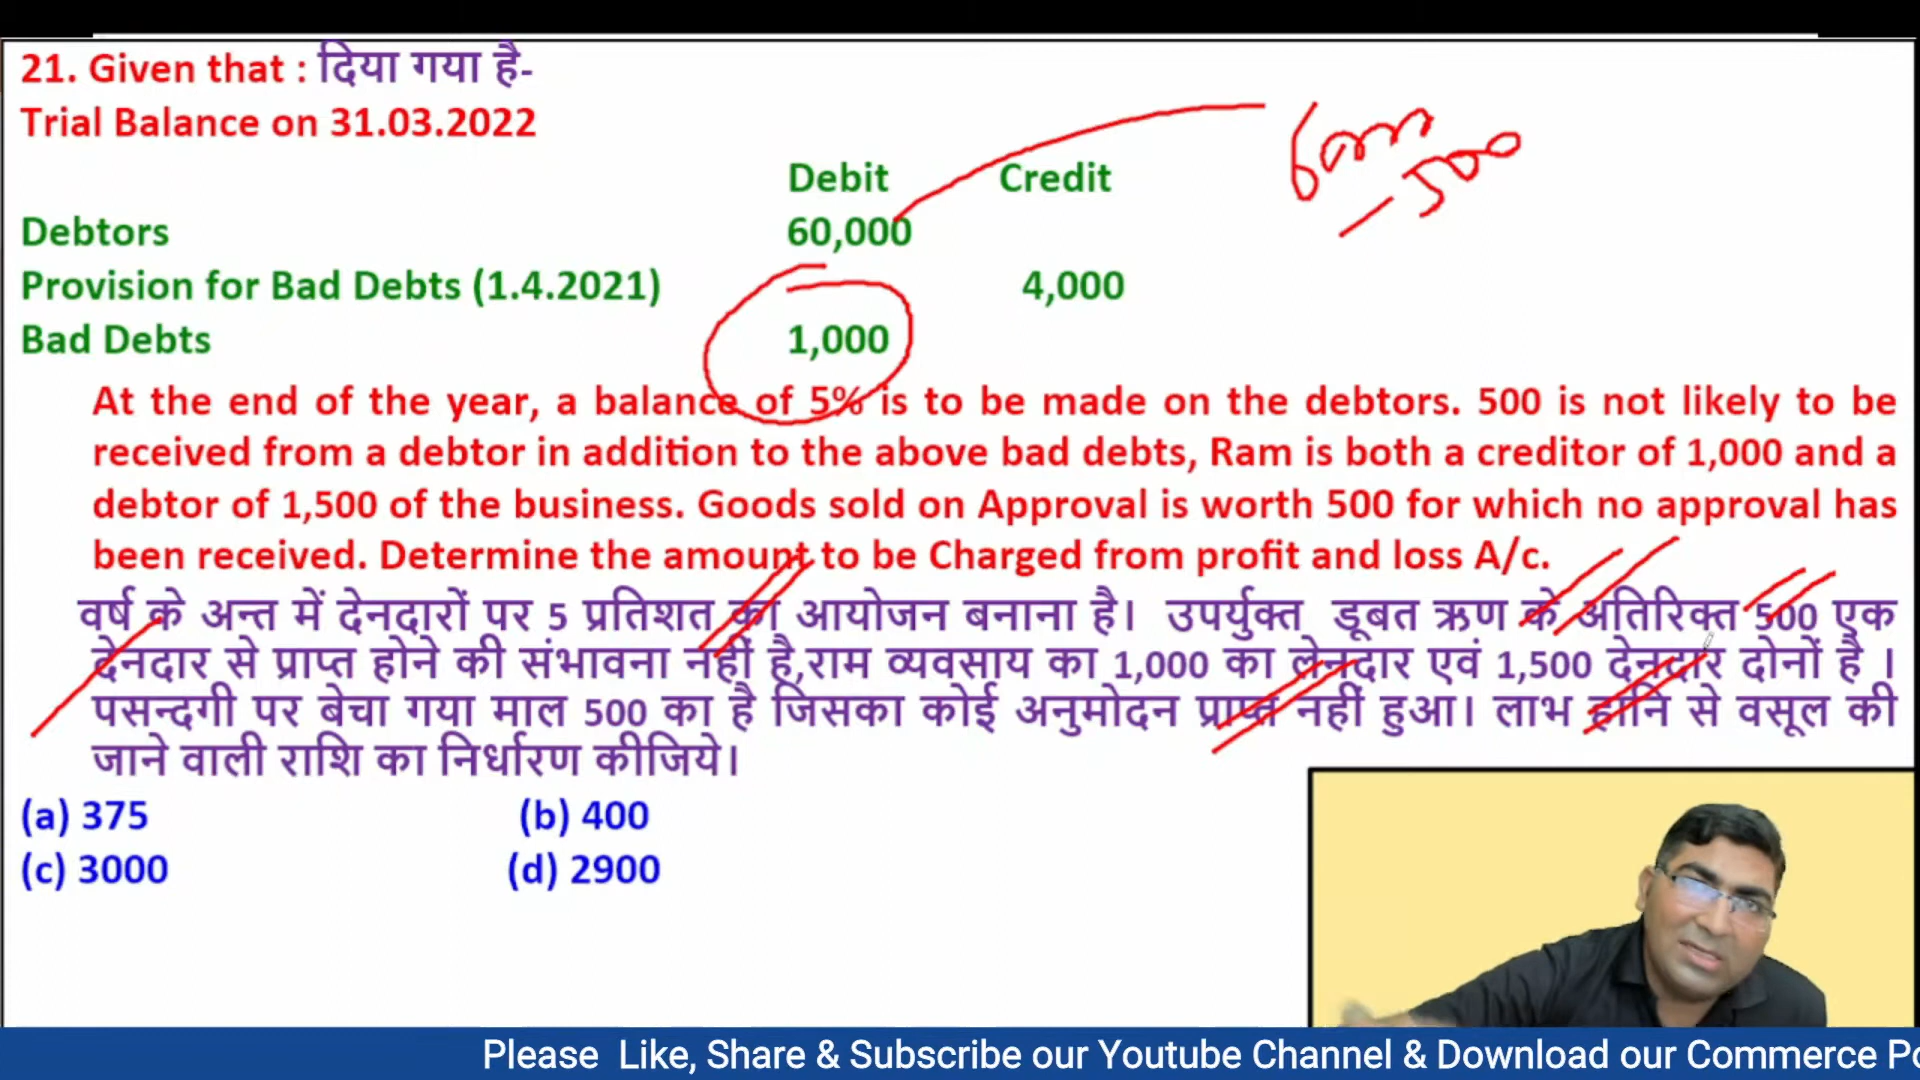 21. Given that : दिया गया है-
Trial Balance on 31.03.2022
Debit Credit
Debtors 60,000
Provision for Bad Debts (1.4.2021) 4,000
Bad Debts 1,000
At the end of the year, a balance of 5% is to be made on the debtors. 500 is not likely to be
received from a debtor in addition to the above bad debts, Ram is both a creditor of 1,000 and a
debtor of 1,500 of the business. Goods sold on Approval is worth 500 for which no approval has
been received. Determine the amount to be Charged from profit and loss A/c.
वर्ष के अन्त में देनदारों पर 5 प्रतिशत का आयोजन बनाना है। उपर्युक्त डूबत ऋण के अतिरिक्त 500 एक
देनदार से प्राप्त होने की संभावना नहीं है,राम व्यवसाय का 1,000 का लेनदार एवं 1,500 देनदार दोनों है ।
पसन्दगी पर बेचा गया माल 500 का है जिसका कोई अनुमोदन प्राप्त नहीं हुआ। लाभ हानि से वसूल की
जाने वाली राशि का निर्धारण कीजिये।
(a) 375 (b) 400
(c) 3000 (d) 2900
- 500
Please Like, Share & Subscribe our Youtube Channel & Download our Commerce